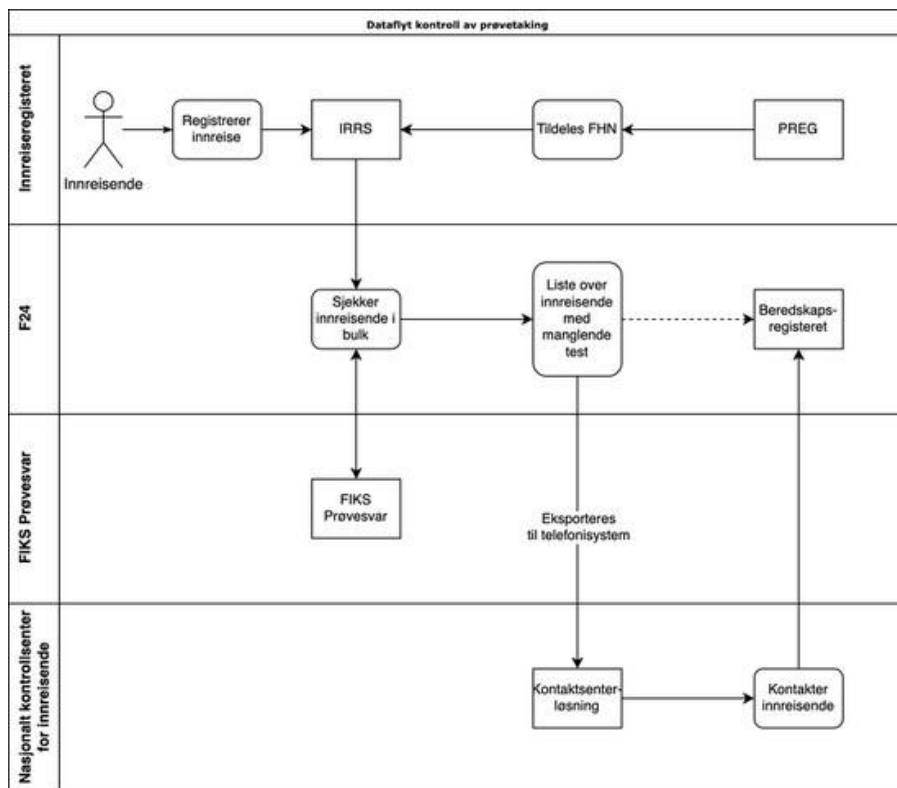 Dataflyt kontroll av prøvetaking
Innreiseregisteret
Innreisende
Registrerer
innreise
IRRS
Tildeles FHN
PREG
F24
Sjekker
innreisende i
bulk
Liste over
innreisende
med
manglende
test
Beredskaps-
registeret
FIKS Prøvesvar
FIKS
Prøvesvar
Eksporteres
til telefonisystem
Nasjonalt kontrollsenter
for innreisende
Kontaktsenter-
løsning
Kontakter
innreisende